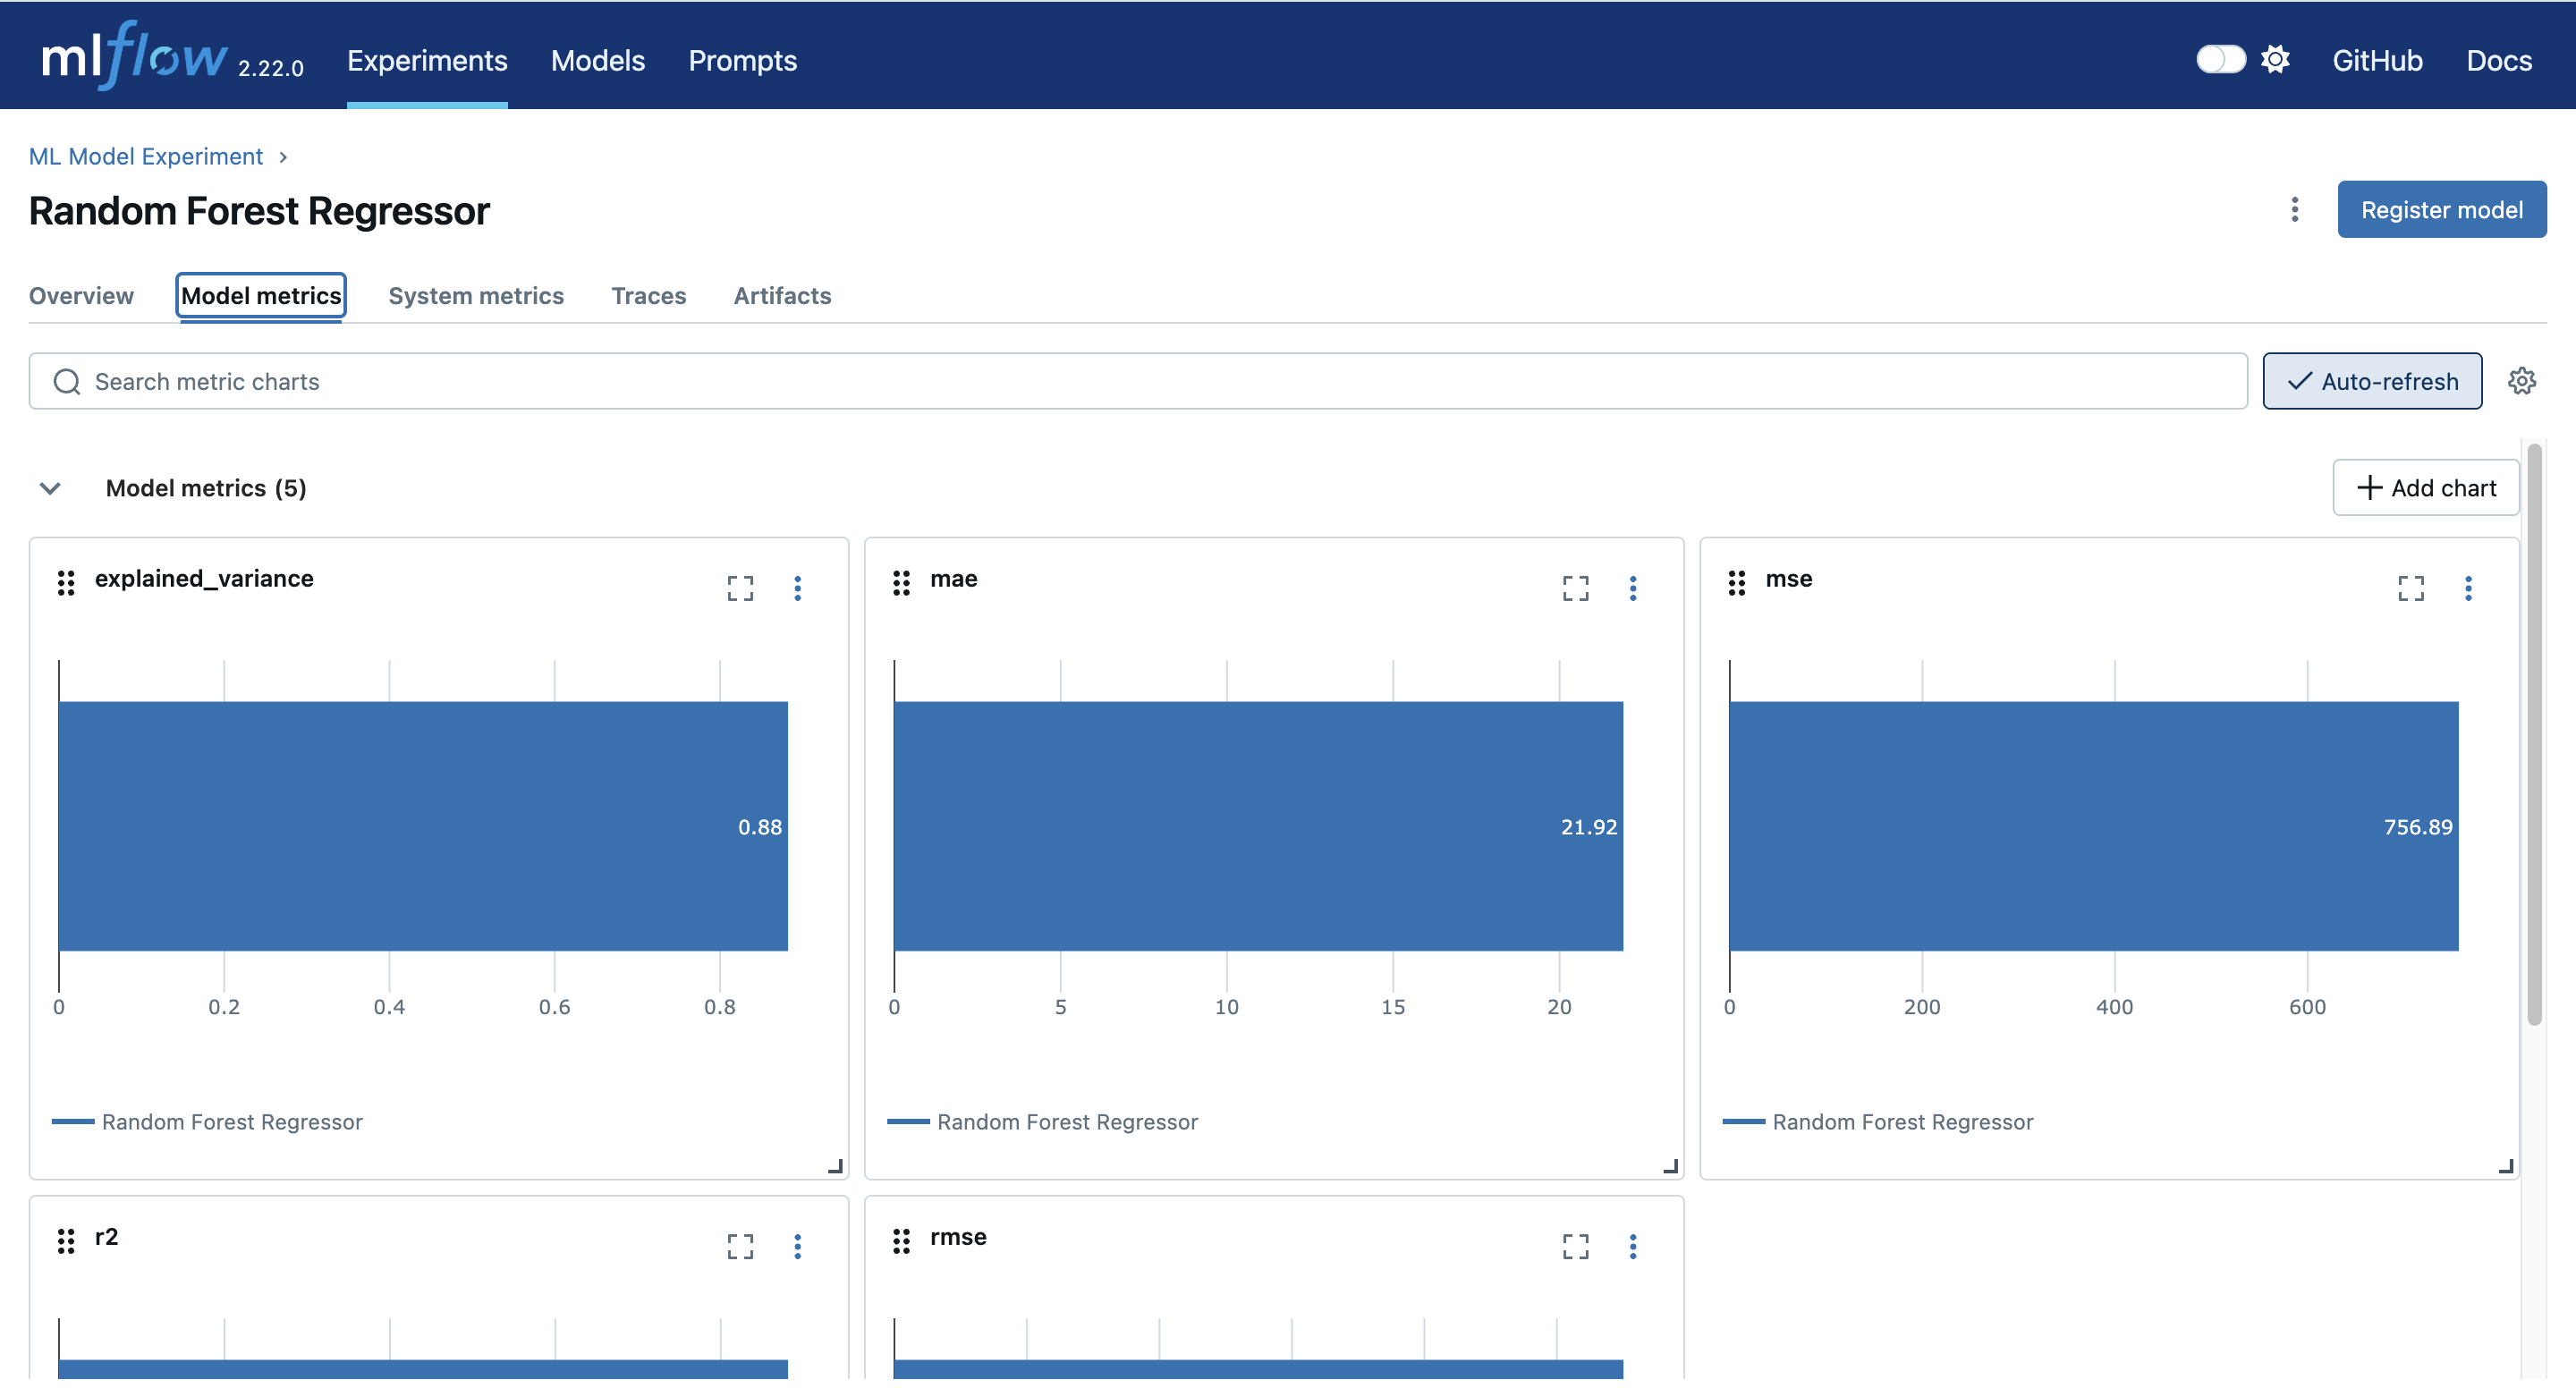 mlflow 2.22.0 Experiments Models Prompts GitHub Docs
ML Model Experiment ›
Random Forest Regressor
Register model
Overview Model metrics System metrics Traces Artifacts
Search metric charts
Auto-refresh
Model metrics (5)
Add chart
explained_variance
0.88
0 0.2 0.4 0.6 0.8
Random Forest Regressor
mae
21.92
0 5 10 15 20
Random Forest Regressor
mse
756.89
0 200 400 600
Random Forest Regressor
r2
rmse